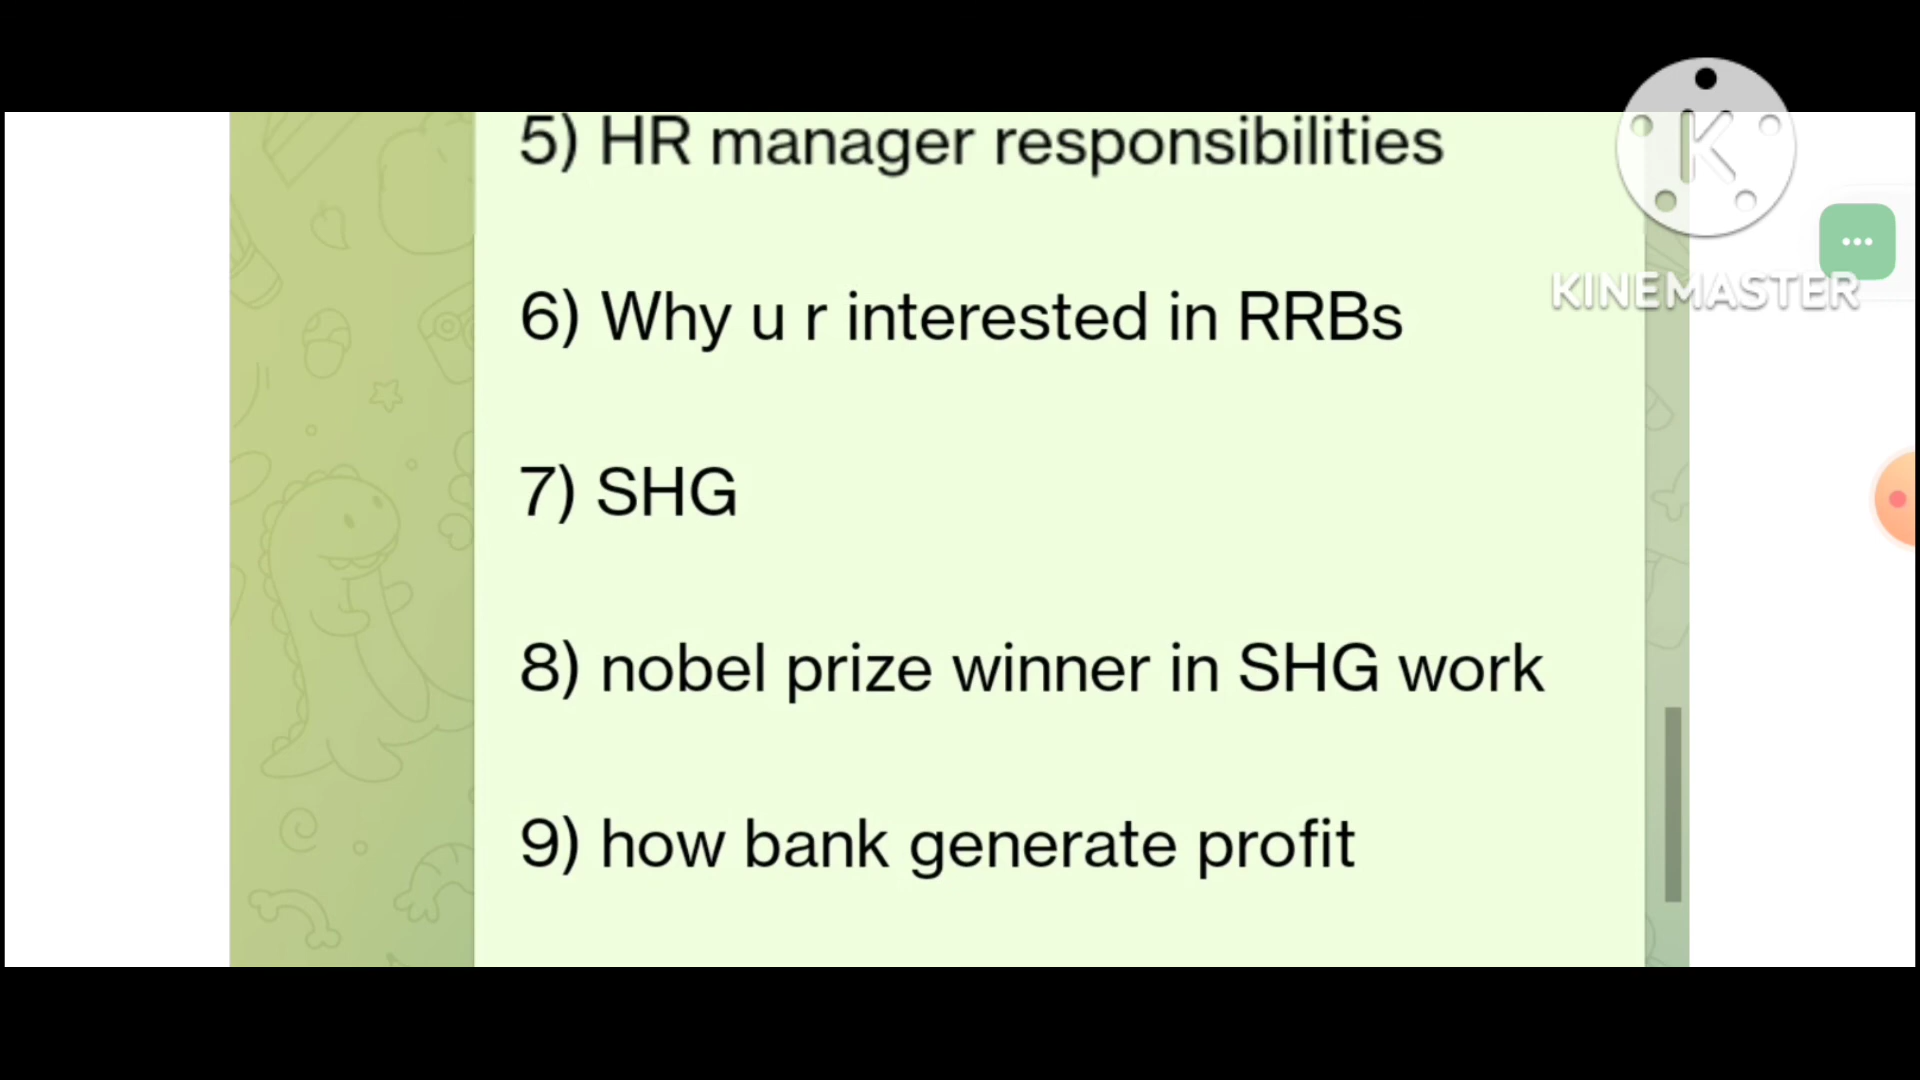 5) HR manager responsibilities
K
KINEMASTER
6) Why u r interested in RRBs
7) SHG
8) nobel prize winner in SHG work
9) how bank generate profit